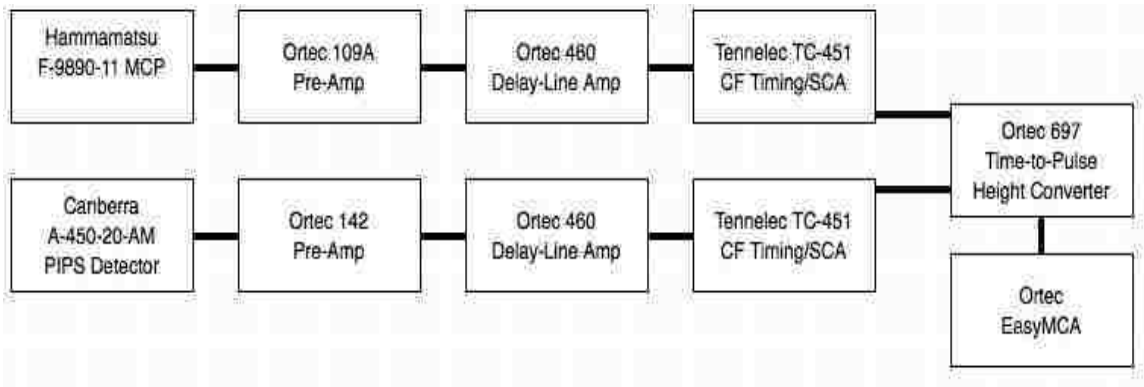 Hammamatsu
F-9890-11 MCP
Ortec 109A
Pre-Amp
Ortec 460
Delay-Line Amp
Tennelec TC-451
CF Timing/SCA
Ortec 697
Time-to-Pulse
Height Converter
Canberra
A-450-20-AM
PIPS Detector
Ortec 142
Pre-Amp
Ortec 460
Delay-Line Amp
Tennelec TC-451
CF Timing/SCA
Ortec
EasyMCA